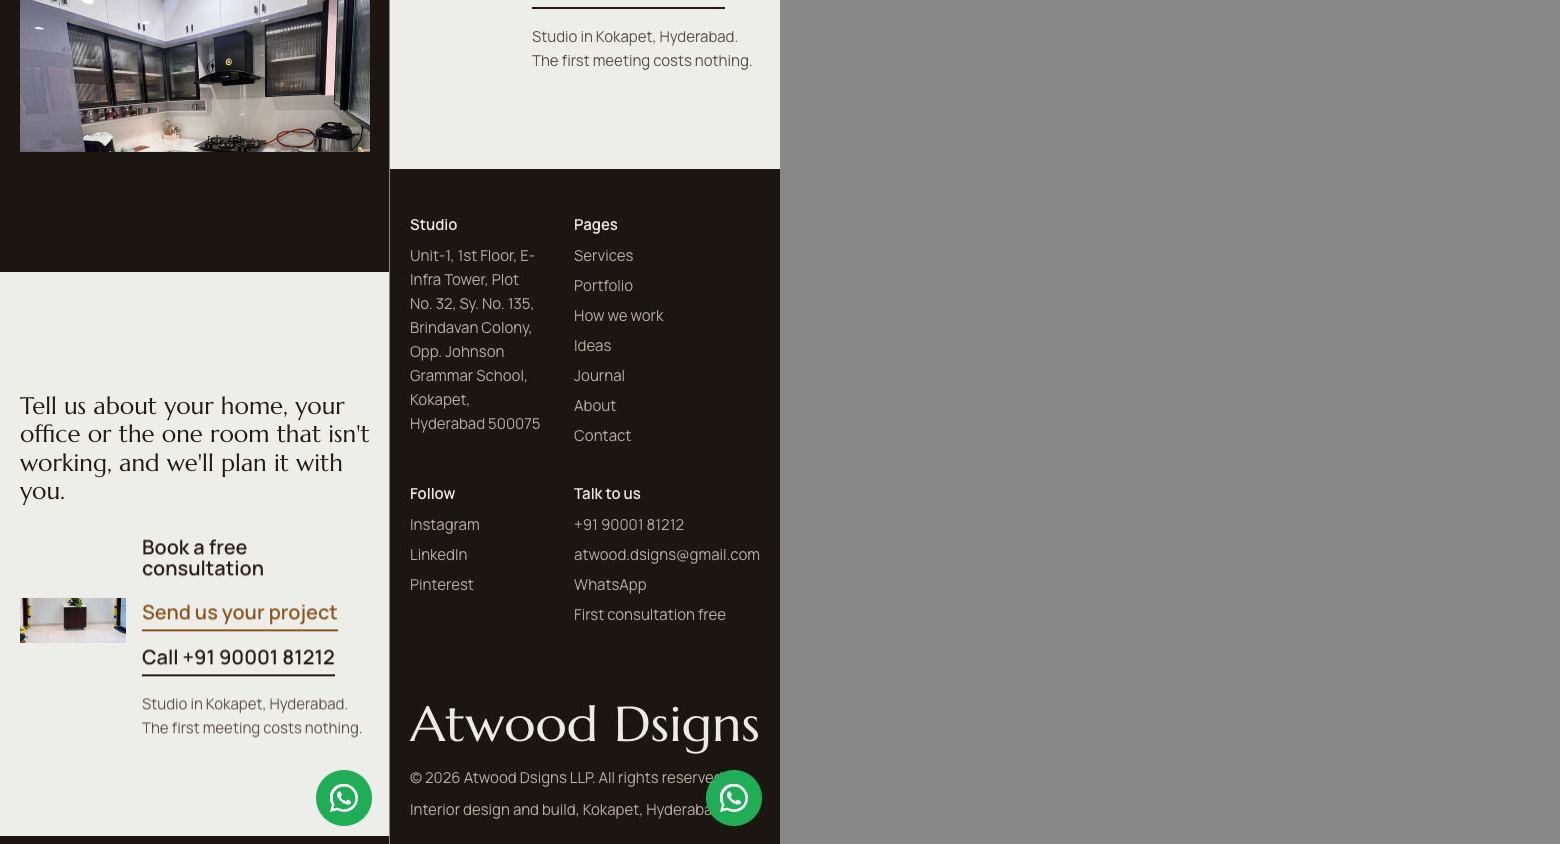 Tell us about your home, your
office or the one room that isn't
working, and we'll plan it with
you.
Book a free
consultation
Send us your project
Call +91 90001 81212
Studio in Kokapet, Hyderabad.
The first meeting costs nothing.
Studio in Kokapet, Hyderabad.
The first meeting costs nothing.
Studio
Unit-1, 1st Floor, E-
Infra Tower, Plot
No. 32, Sy. No. 135,
Brindavan Colony,
Opp. Johnson
Grammar School,
Kokapet,
Hyderabad 500075
Pages
Services
Portfolio
How we work
Ideas
Journal
About
Contact
Follow
Instagram
LinkedIn
Pinterest
Talk to us
+91 90001 81212
atwood.dsigns@gmail.com
WhatsApp
First consultation free
Atwood Dsigns
© 2026 Atwood Dsigns LLP. All rights reserved
Interior design and build, Kokapet,